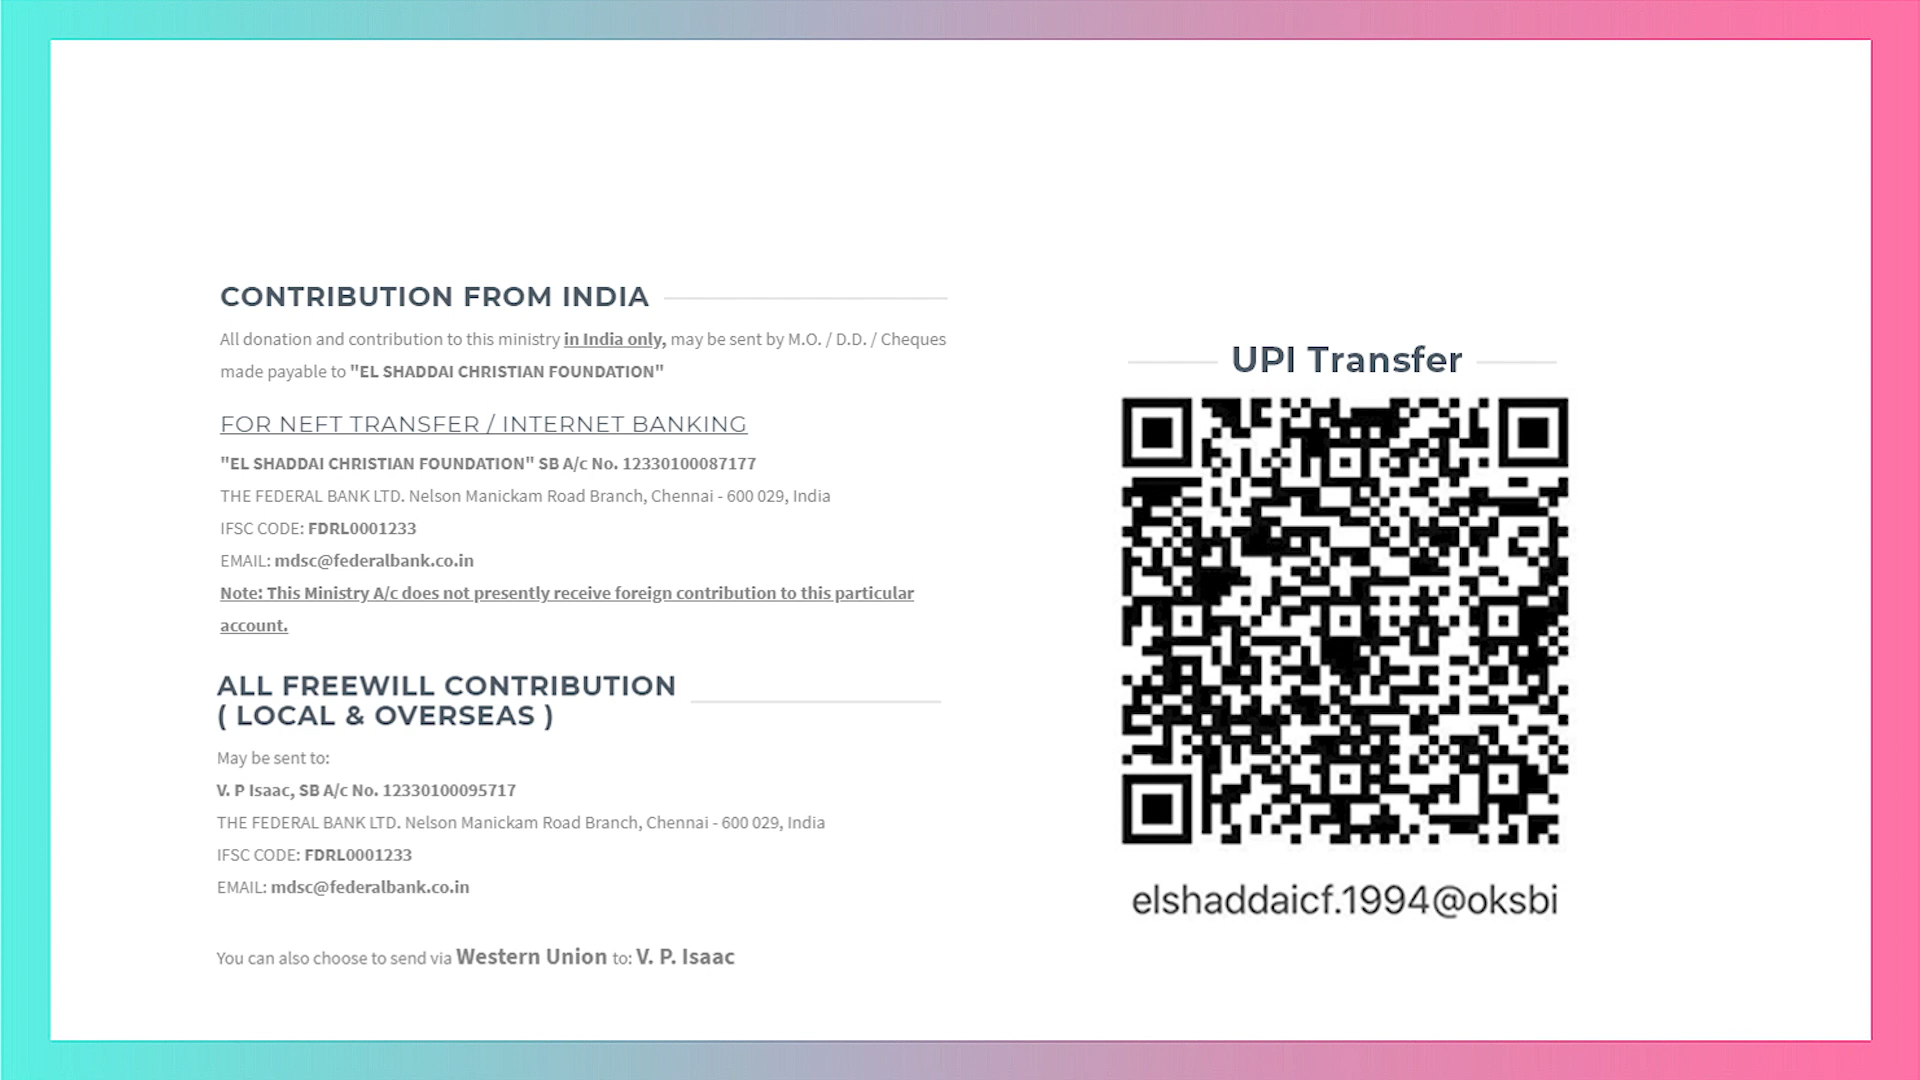 CONTRIBUTION FROM INDIA
All donation and contribution to this ministry in India only, may be sent by M.O. / D.D. / Cheques
made payable to "EL SHADDAI CHRISTIAN FOUNDATION"
FOR NEFT TRANSFER / INTERNET BANKING
"EL SHADDAI CHRISTIAN FOUNDATION" SB A/c No. 12330100087177
THE FEDERAL BANK LTD. Nelson Manickam Road Branch, Chennai - 600 029, India
IFSC CODE: FDRL0001233
EMAIL: mdsc@federalbank.co.in
Note: This Ministry A/c does not presently receive foreign contribution to this particular
account.
ALL FREEWILL CONTRIBUTION
( LOCAL & OVERSEAS )
May be sent to:
V. P Isaac, SB A/c No. 12330100095717
THE FEDERAL BANK LTD. Nelson Manickam Road Branch, Chennai - 600 029, India
IFSC CODE: FDRL0001233
EMAIL: mdsc@federalbank.co.in
You can also choose to send via Western Union to: V. P. Isaac
UPI Transfer
elshaddaicf.1994@oksbi